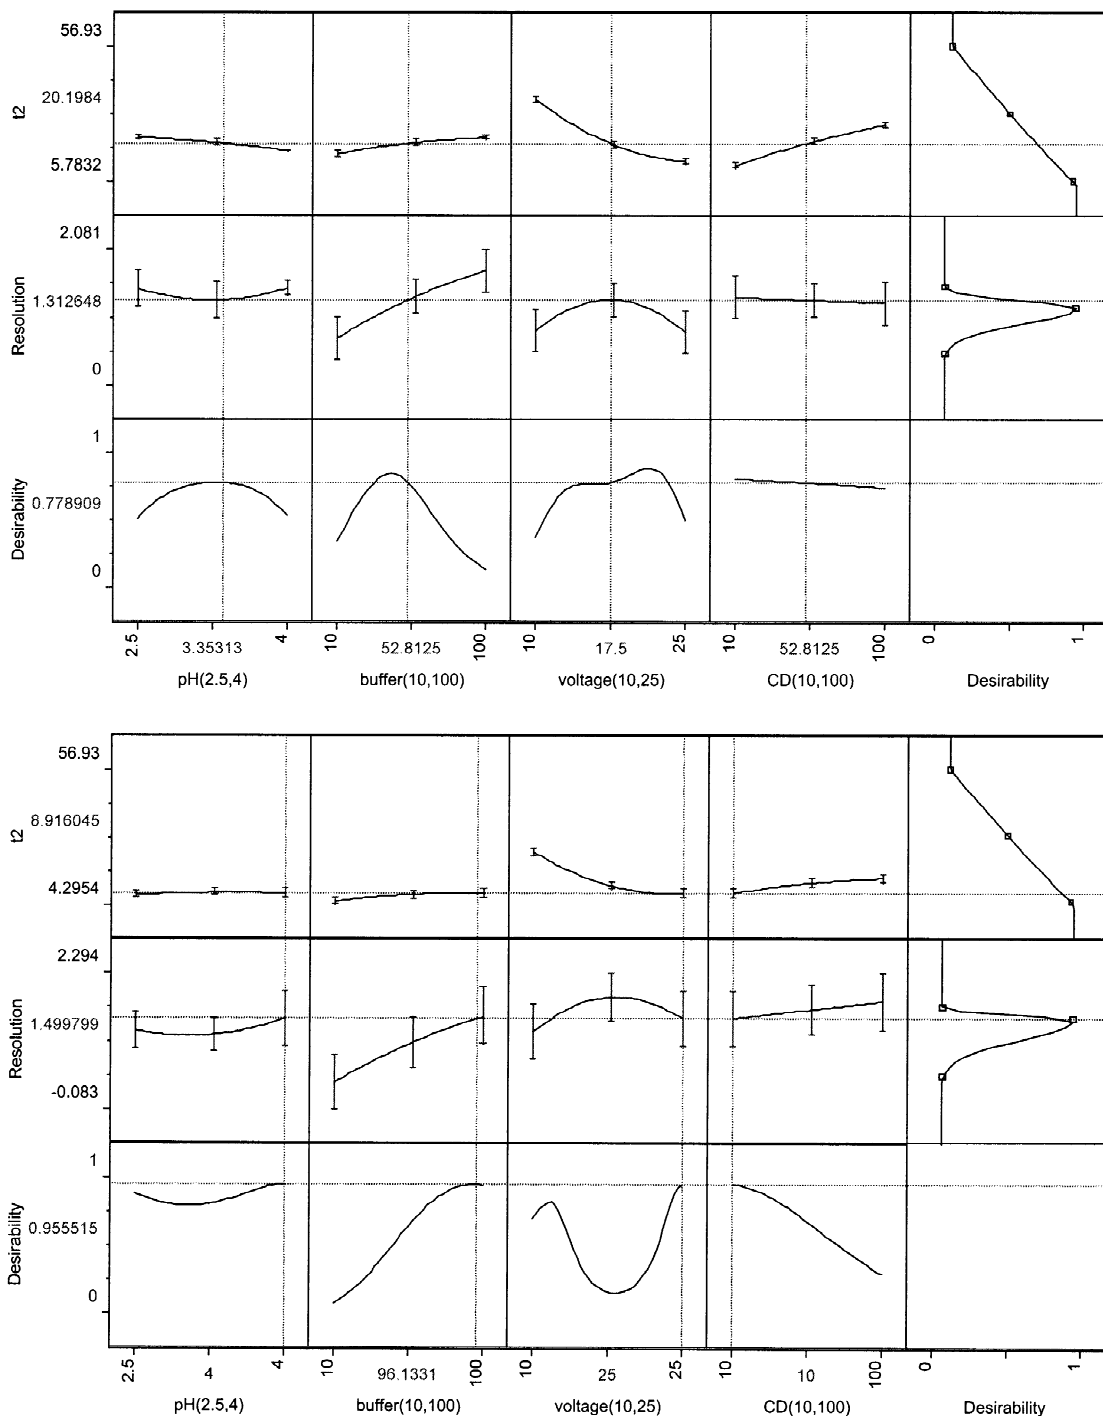 56.93
t2
20.1984
5.7832
2.081
Resolution
1.312648
0
1
Desirability
0.778909
0
2.5 3.35313 4 10 52.8125 100 10 17.5 25 10 52.8125 100 0 1
pH(2.5,4) buffer(10,100) voltage(10,25) CD(10,100) Desirability
56.93
t2
8.916045
4.2954
2.294
Resolution
1.499799
-0.083
1
Desirability
0.955515
0
2.5 4 4 10 96.1331 100 10 25 25 10 10 100 0 1
pH(2.5,4) buffer(10,100) voltage(10,25) CD(10,100) Desirability